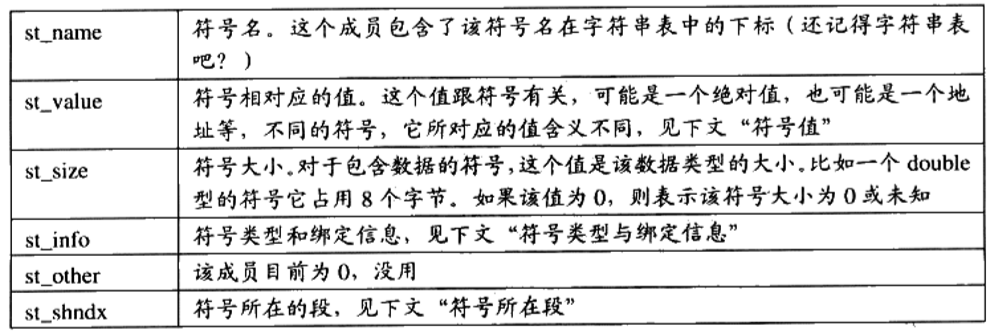 st_name 符号名。这个成员包含了该符号名在字符串表中的下标（还记得字符串表
吧？）
st_value 符号相对应的值。这个值跟符号有关，可能是一个绝对值，也可能是一个地
址等，不同的符号，它所对应的值含义不同，见下文“符号值”
st_size 符号大小。对于包含数据的符号，这个值是该数据类型的大小。比如一个 double
型的符号它占用 8 个字节。如果该值为 0，则表示该符号大小为 0 或未知
st_info 符号类型和绑定信息，见下文“符号类型与绑定信息”
st_other 该成员目前为 0，没用
st_shndx 符号所在的段，见下文“符号所在段”